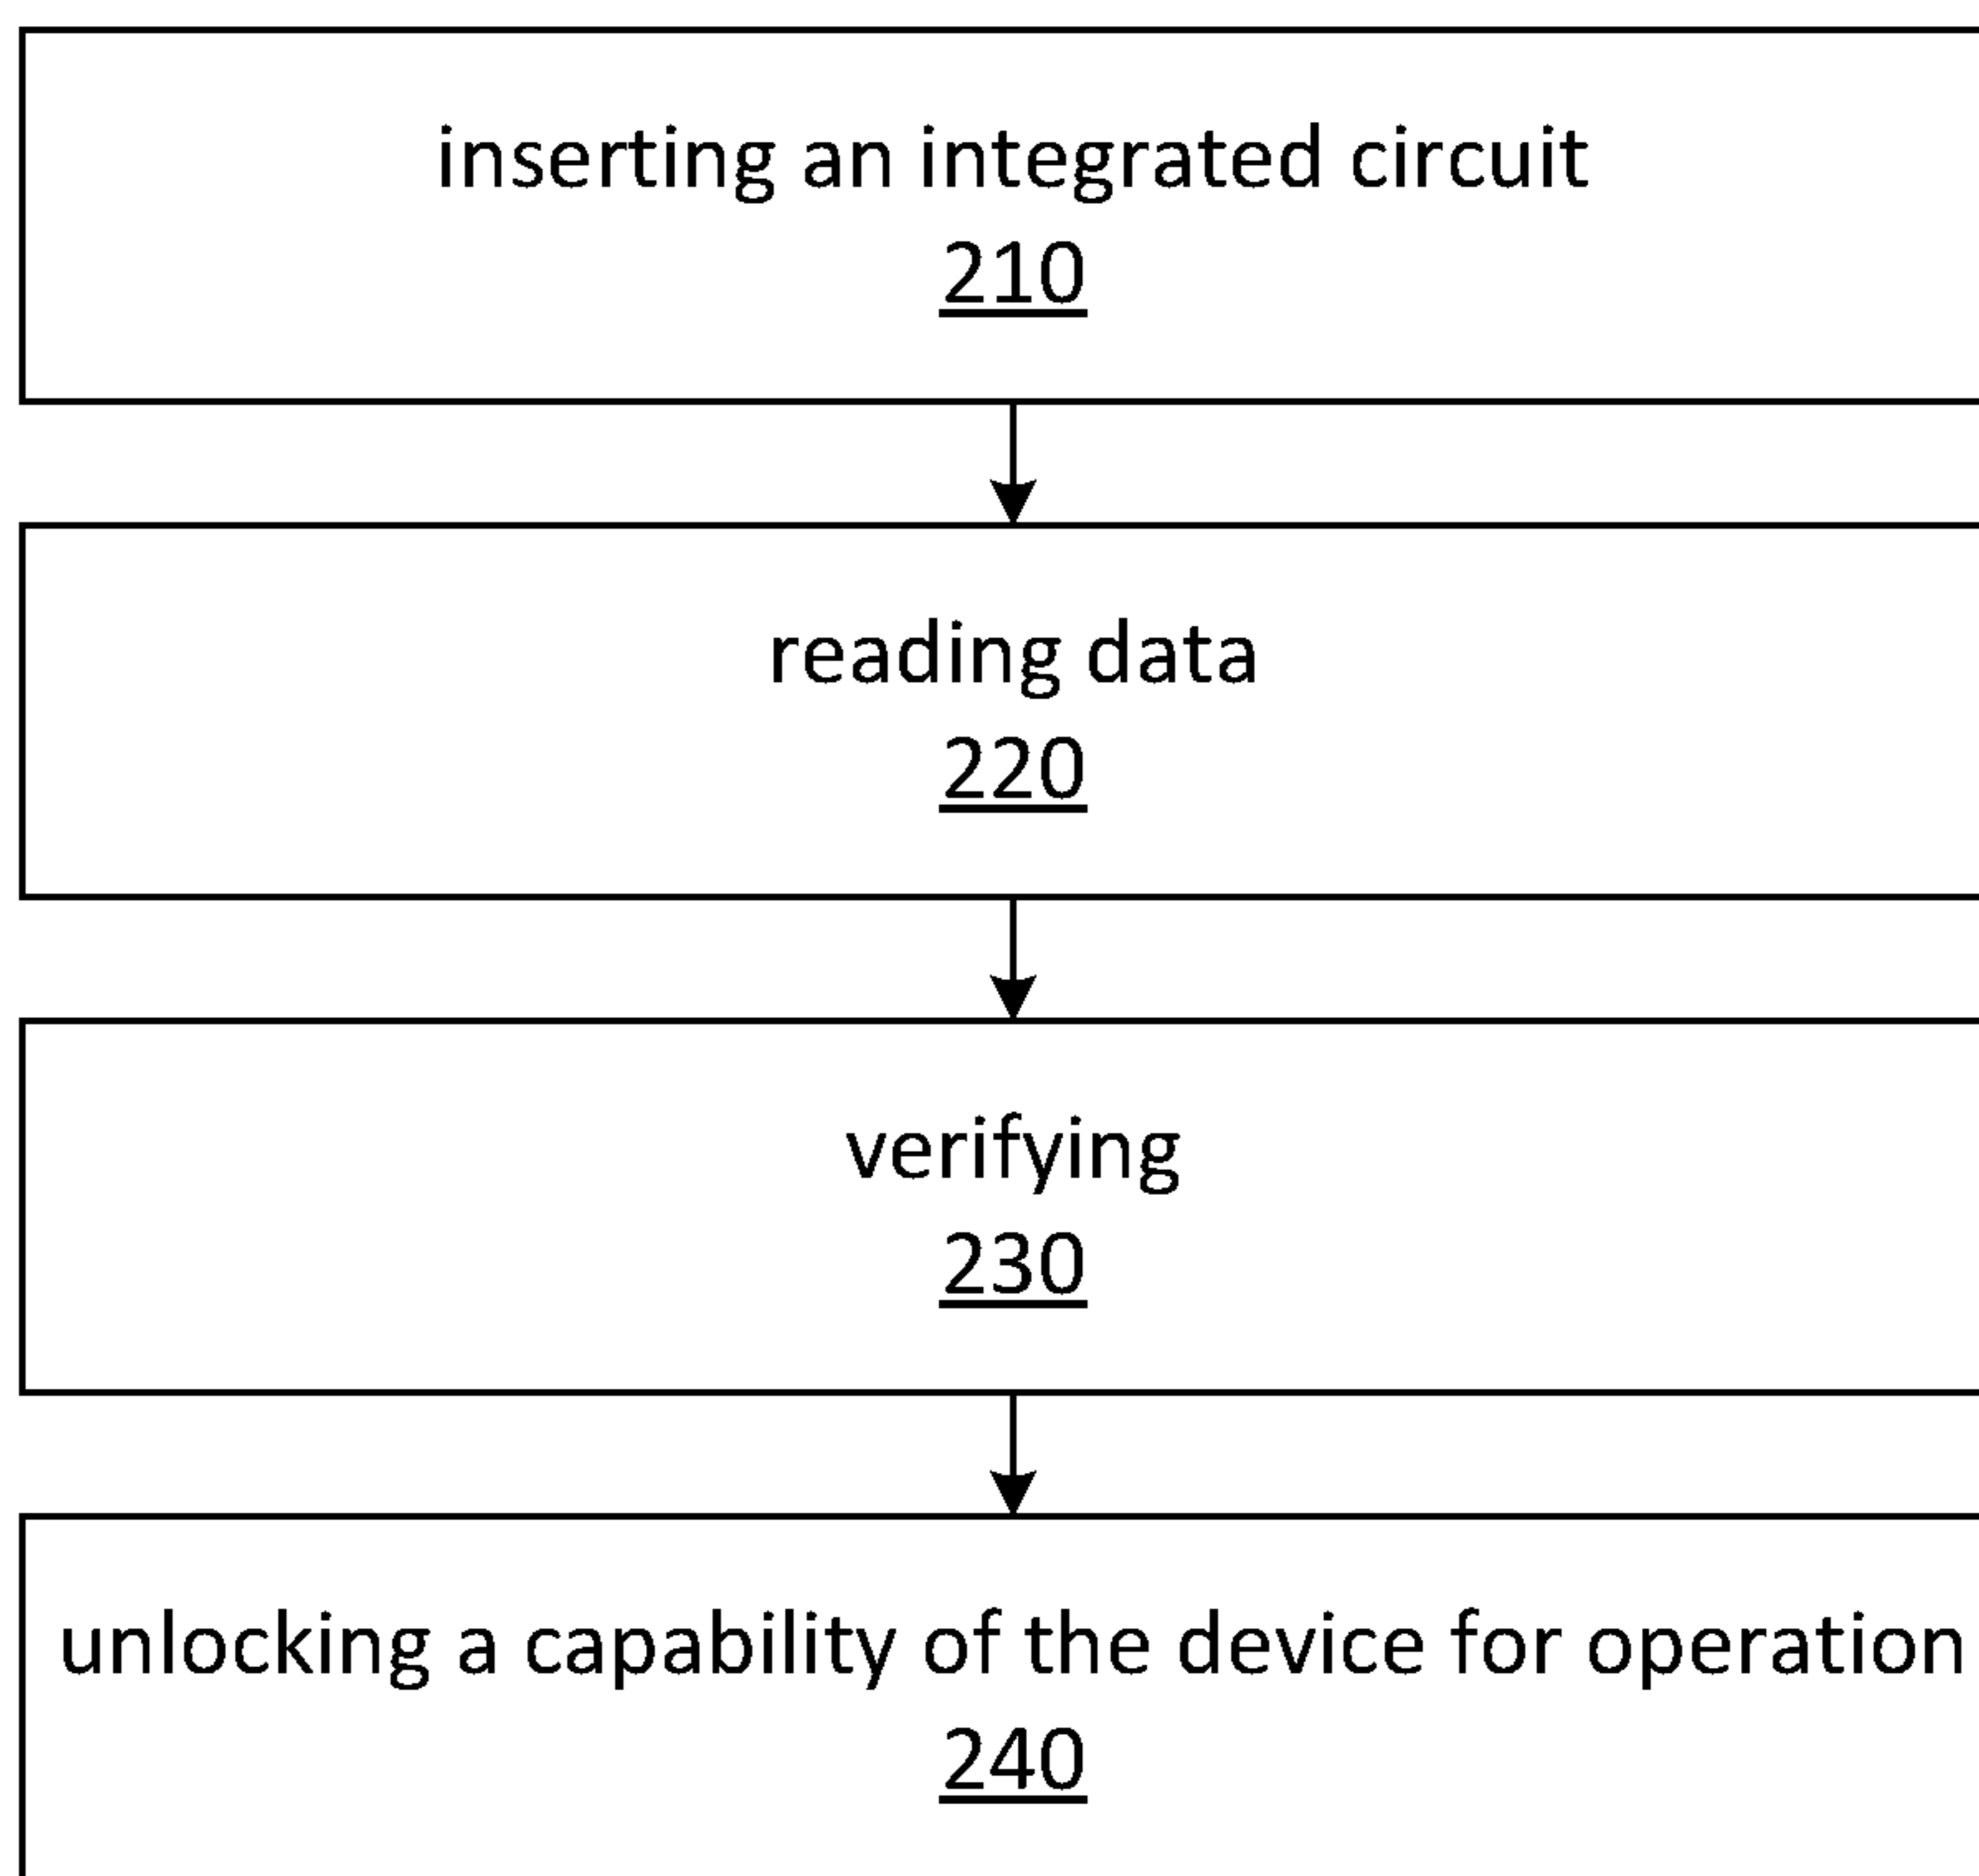 inserting an integrated circuit
210
reading data
220
verifying
230
unlocking a capability of the device for operation
240